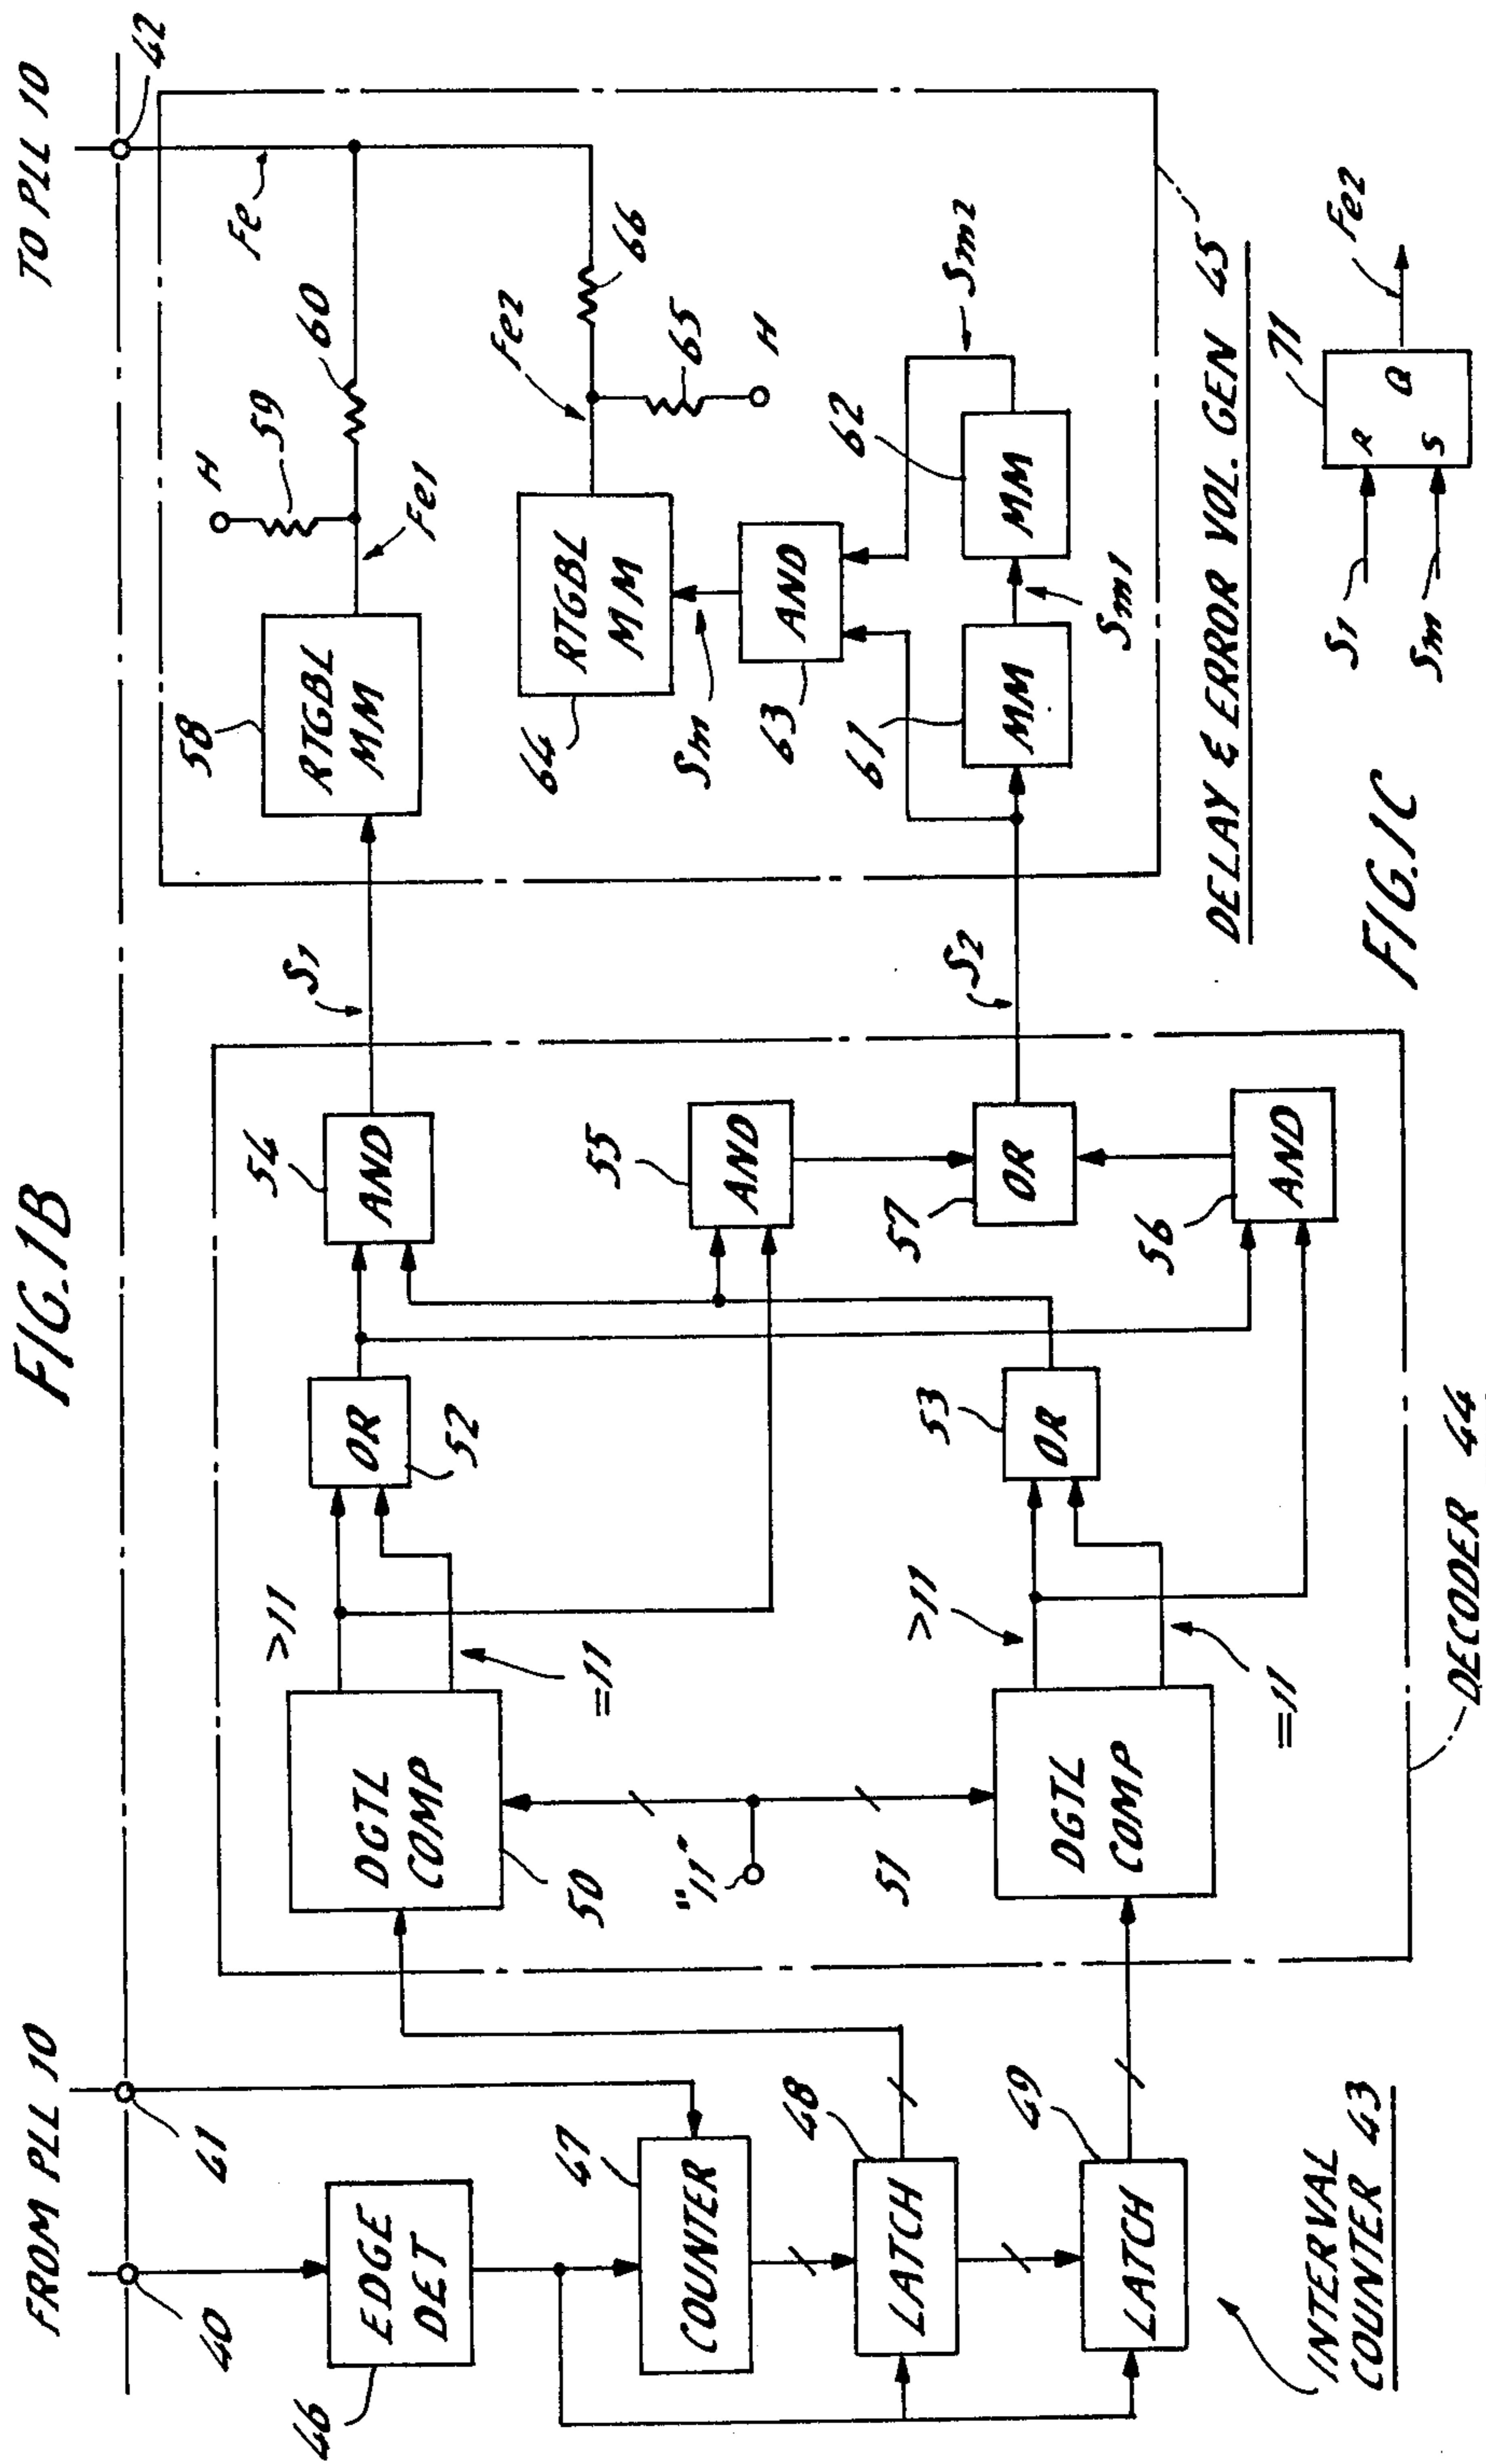 FIG.1B
FROM PLL 10
TO PLL 10
40
41
42
46
EDGE
DET
47
COUNTER
48
LATCH
49
LATCH
INTERVAL
COUNTER 43
DGTL
COMP
50
"11"
51
DGTL
COMP
>11
=11
>11
=11
OR
52
53
OR
54
AND
55
AND
57
OR
56
AND
DECODER 44
S1
S2
58
RTGBL
MM
H
59
60
Fe1
Fe
64
RTGBL
MM
Fe2
66
65
H
Sm
63
AND
61
MM
Sm1
62
MM
Sm2
DELAY & ERROR VOL. GEN 45
FIG.1C
S1
Sm
R
S
Q
71
Fe2